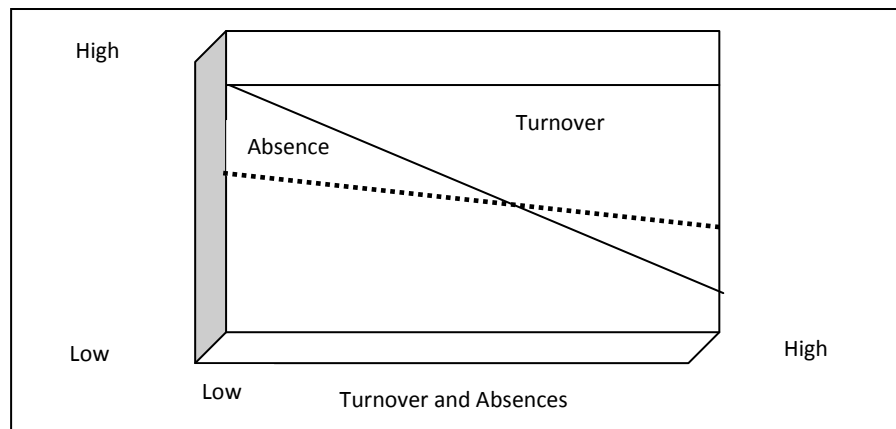 High
Turnover
Absence
Low
High
Low
Turnover and Absences